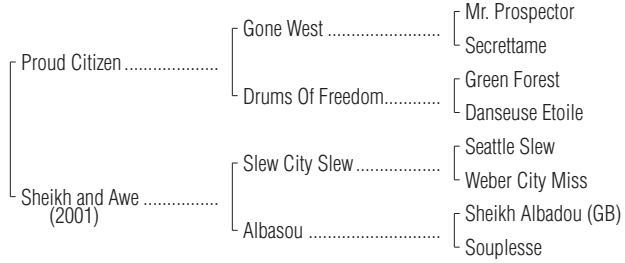 Mr. Prospector
Gone West ........................
Secrettame
Proud Citizen ....................
Green Forest
Drums Of Freedom............
Danseuse Etoile
Seattle Slew
Slew City Slew..................
Weber City Miss
Sheikh and Awe ................
(2001)
Sheikh Albadou (GB)
Albasou ............................
Souplesse